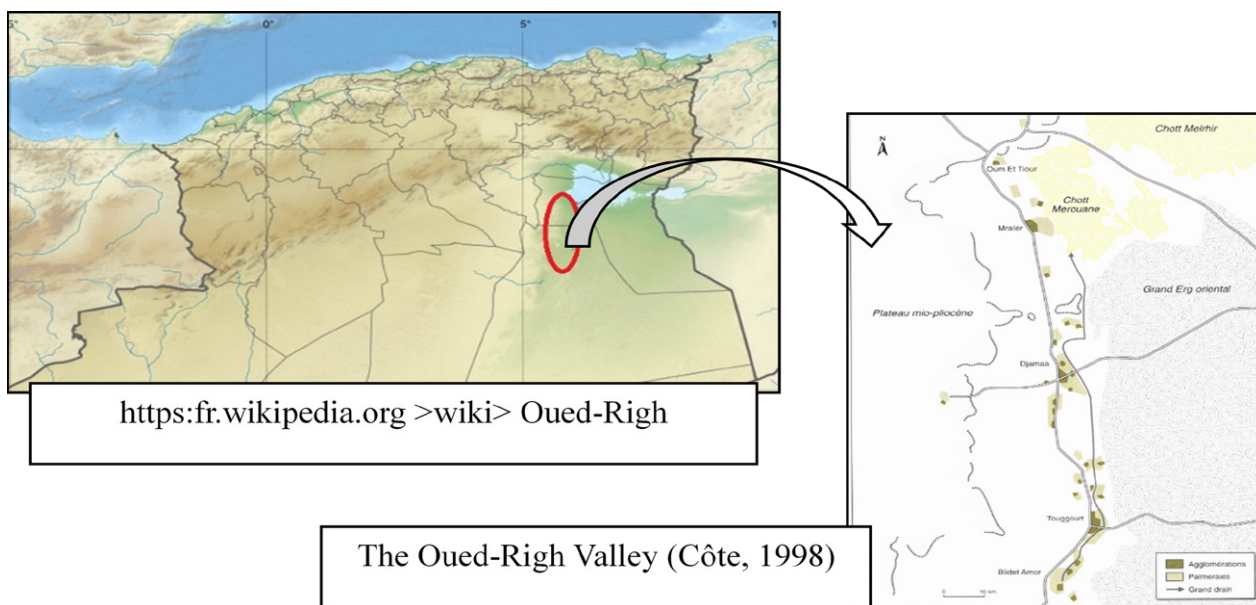 0°
5°
https:fr.wikipedia.org >wiki> Oued-Righ
The Oued-Righ Valley (Côte, 1998)
N
Chott Melrhir
Oum Et Tiour
Chott
Merouane
Mraïer
Grand Erg oriental
Plateau mio-pliocène
Djamaa
Touggourt
Blidet Amor
Agglomérations
Palmeraies
Grand drain